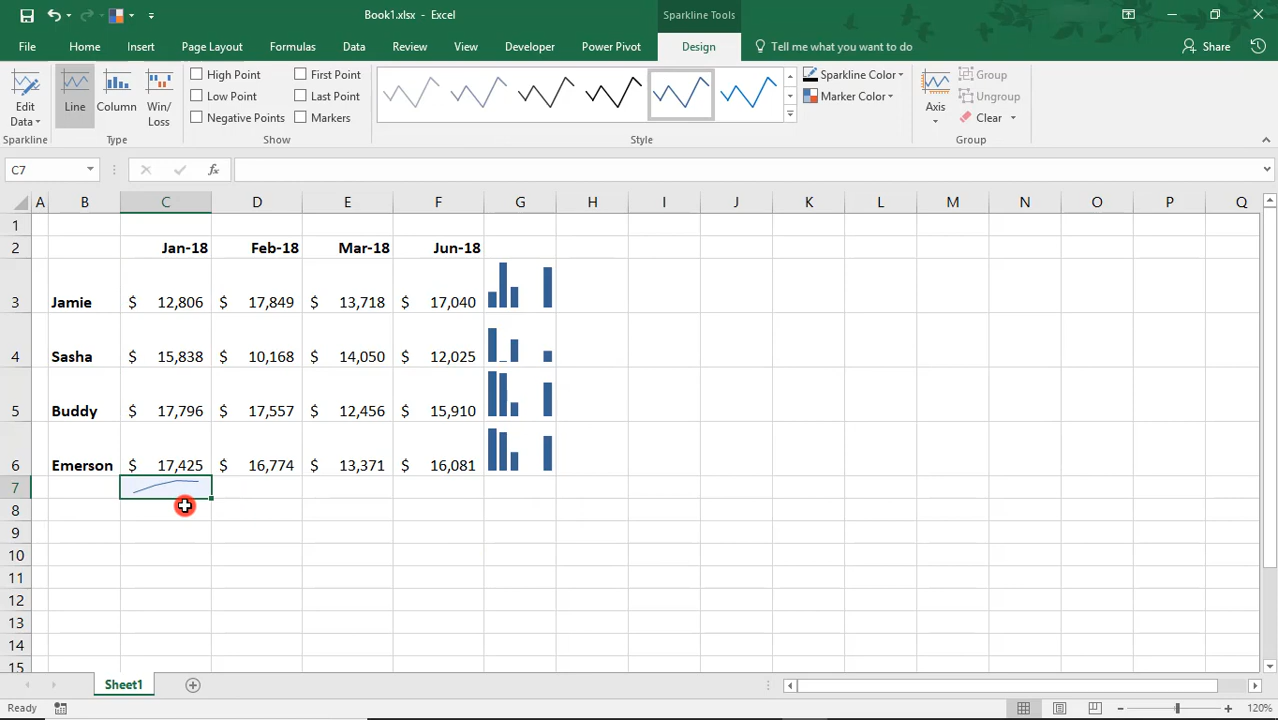 Book1.xlsx - Excel
Sparkline Tools
File Home Insert Page Layout Formulas Data Review View Developer Power Pivot Design Tell me what you want to do Share
Edit Data
Line
Column
Win/
Loss
High Point
Low Point
Negative Points
First Point
Last Point
Markers
Sparkline Color
Marker Color
Axis
Group
Ungroup
Clear
Sparkline Type Show Style Group
C7 fx
A B C D E F G H I J K L M N O P Q
1
2 Jan-18 Feb-18 Mar-18 Jun-18
3 Jamie $ 12,806 $ 17,849 $ 13,718 $ 17,040
4 Sasha $ 15,838 $ 10,168 $ 14,050 $ 12,025
5 Buddy $ 17,796 $ 17,557 $ 12,456 $ 15,910
6 Emerson $ 17,425 $ 16,774 $ 13,371 $ 16,081
7
8
9
10
11
12
13
14
15
Sheet1
Ready 120%